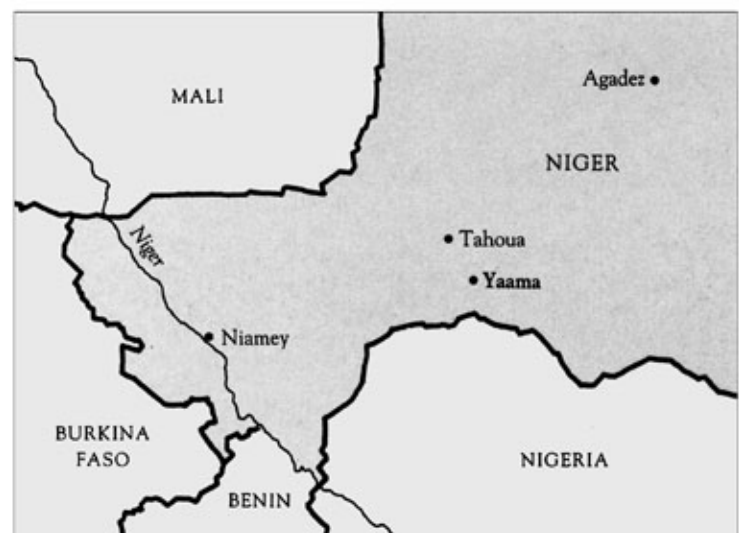 MALI
Agadez
NIGER
Niger
Tahoua
Yaama
Niamey
BURKINA
FASO
NIGERIA
BENIN